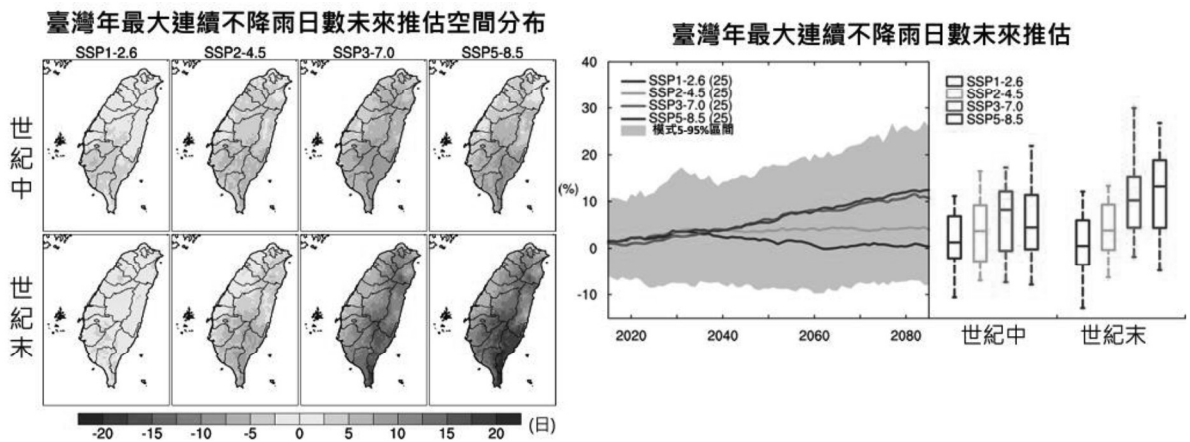 臺灣年最大連續不降雨日數未來推估空間分布
SSP1-2.6 SSP2-4.5 SSP3-7.0 SSP5-8.5
世紀中
世紀末
-20 -15 -10 -5 0 5 10 15 20 (日)
臺灣年最大連續不降雨日數未來推估
(%)
40
30
20
10
0
-10
SSP1-2.6 (25)
SSP2-4.5 (25)
SSP3-7.0 (25)
SSP5-8.5 (25)
模式5-95%區間
2020 2040 2060 2080
SSP1-2.6
SSP2-4.5
SSP3-7.0
SSP5-8.5
世紀中 世紀末